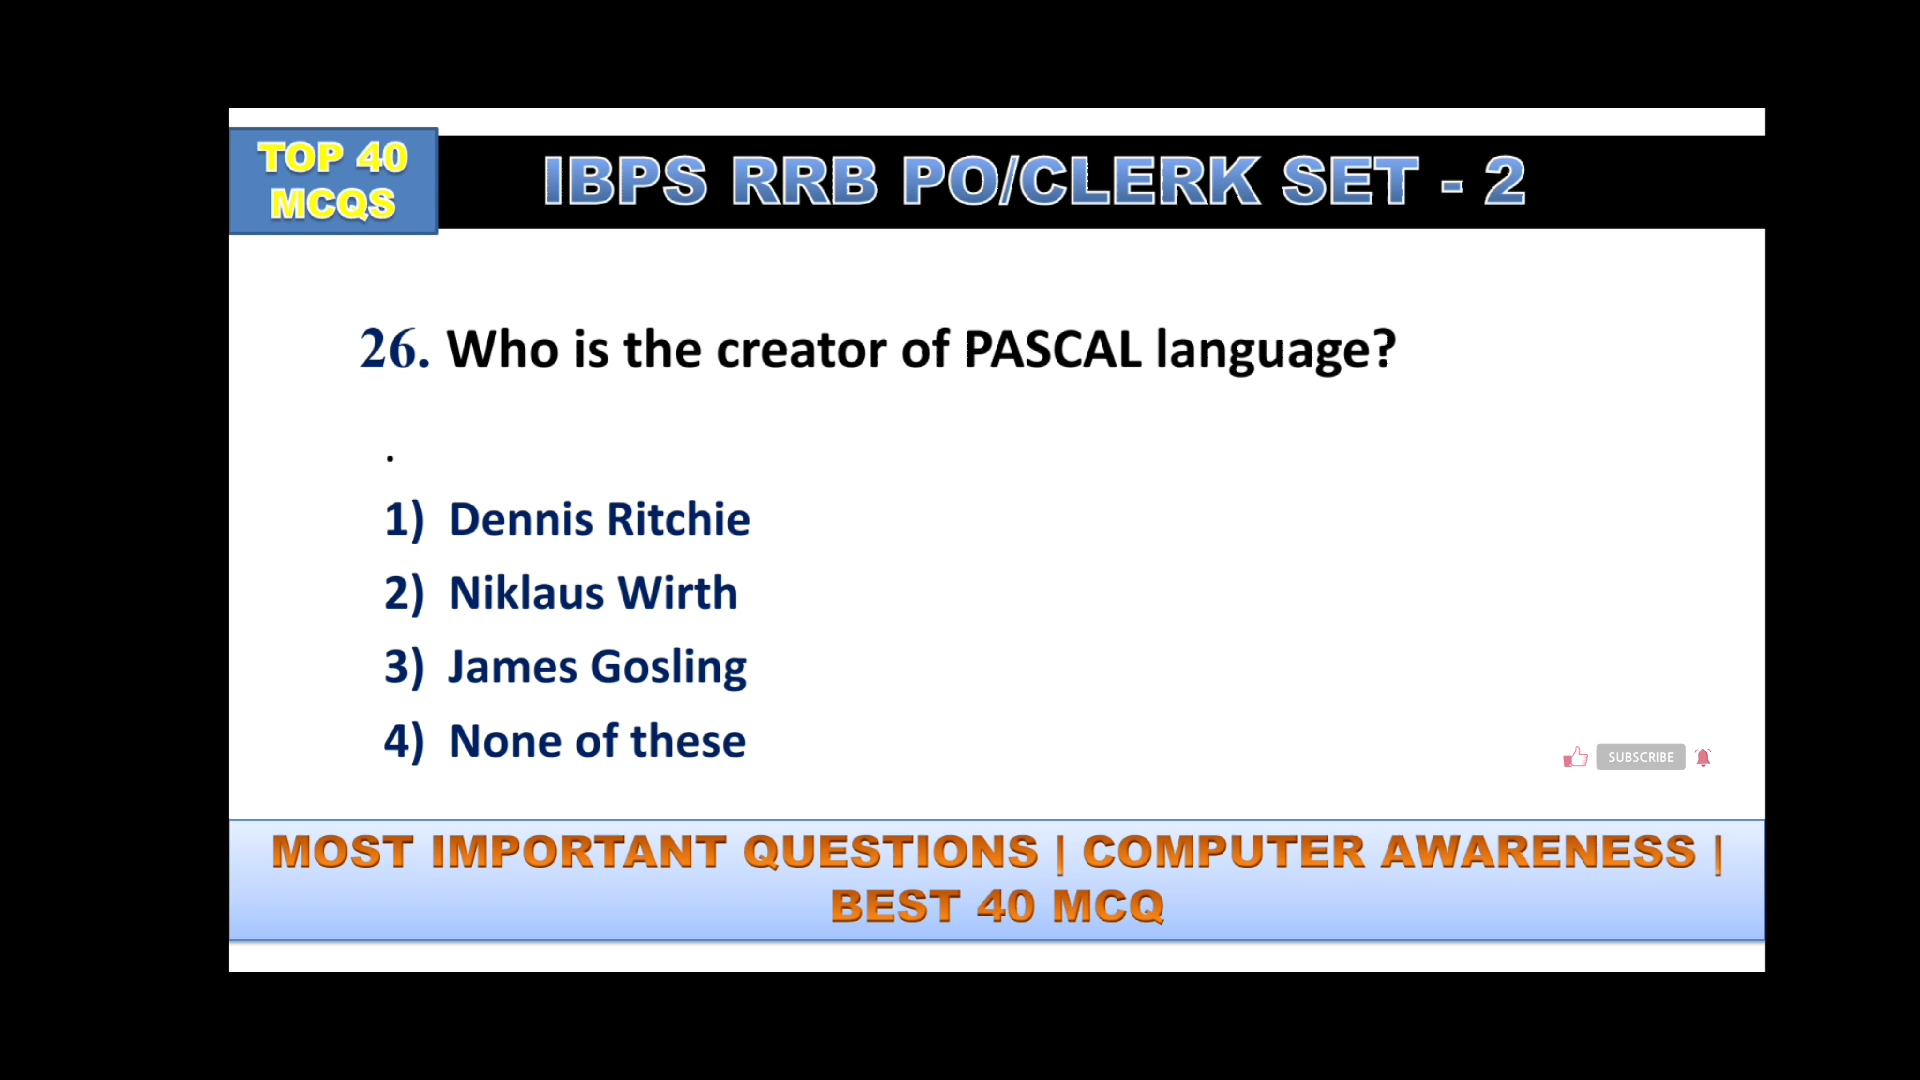 TOP 40
MCQS
IBPS RRB PO/CLERK SET - 2
26. Who is the creator of PASCAL language?
.
1) Dennis Ritchie
2) Niklaus Wirth
3) James Gosling
4) None of these
SUBSCRIBE
MOST IMPORTANT QUESTIONS | COMPUTER AWARENESS |
BEST 40 MCQ